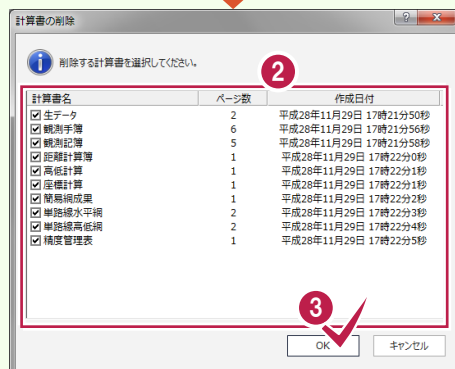 計算書の削除
削除する計算書を選択してください。
2
計算書名 ページ数 作成日付
生データ 2 平成28年11月29日 17時21分50秒
観測手簿 6 平成28年11月29日 17時21分56秒
観測記簿 5 平成28年11月29日 17時21分58秒
距離計算簿 1 平成28年11月29日 17時22分0秒
高低計算 1 平成28年11月29日 17時22分1秒
座標計算 1 平成28年11月29日 17時22分1秒
簡易網成果 1 平成28年11月29日 17時22分2秒
単路線水平網 2 平成28年11月29日 17時22分3秒
単路線高低網 2 平成28年11月29日 17時22分4秒
精度管理表 1 平成28年11月29日 17時22分5秒
3
OK キャンセル